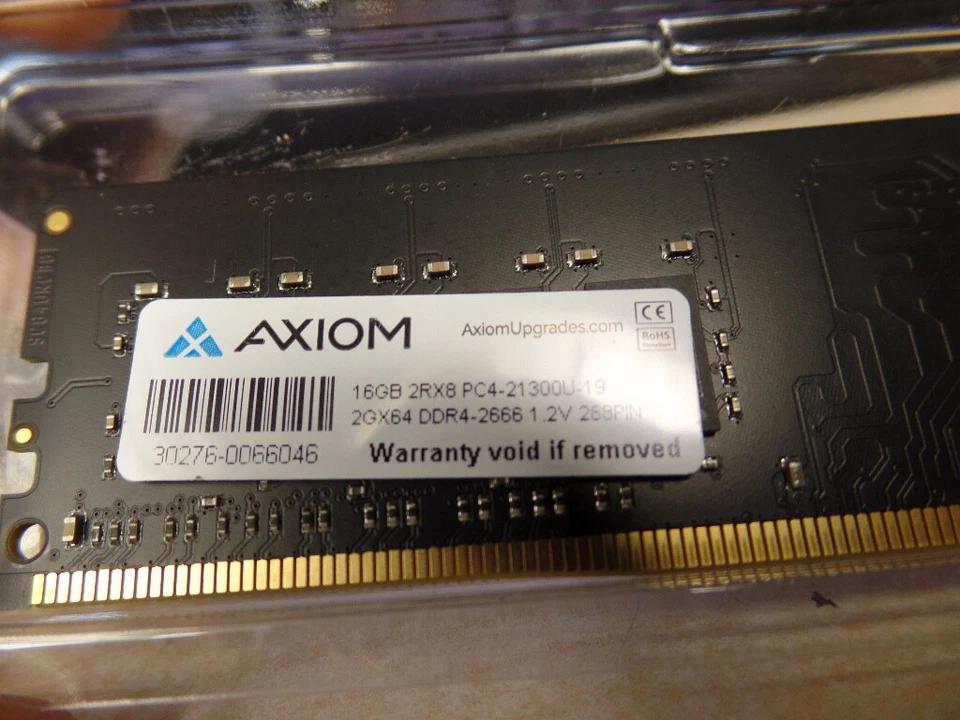 AXIOM
AxiomUpgrades.com
CE
RoHS
16GB 2RX8 PC4-21300U-19
2GX64 DDR4-2666 1.2V 288PIN
30276-0066046
Warranty void if removed